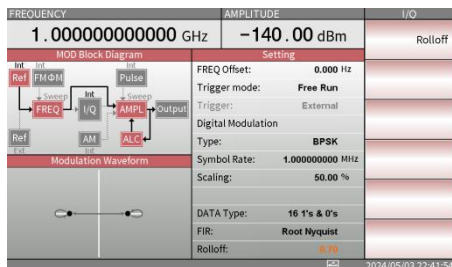 FREQUENCY
AMPLITUDE
I/Q
1.000000000000 GHz
-140.00 dBm
Rolloff
MOD Block Diagram
Setting
Int
Int
Int
Ref
FMΦM
Pulse
Sweep
Int
Sweep
FREQ
I/Q
AMPL
Output
Ref
AM
ALC
Ext
Int
Modulation Waveform
FREQ Offset: 0.000 Hz
Trigger mode: Free Run
Trigger: External
Digital Modulation
Type: BPSK
Symbol Rate: 1.000000000 MHz
Scaling: 50.00 %
DATA Type: 16 1's & 0's
FIR: Root Nyquist
Rolloff: 0.70
2024/05/03 22:41:54